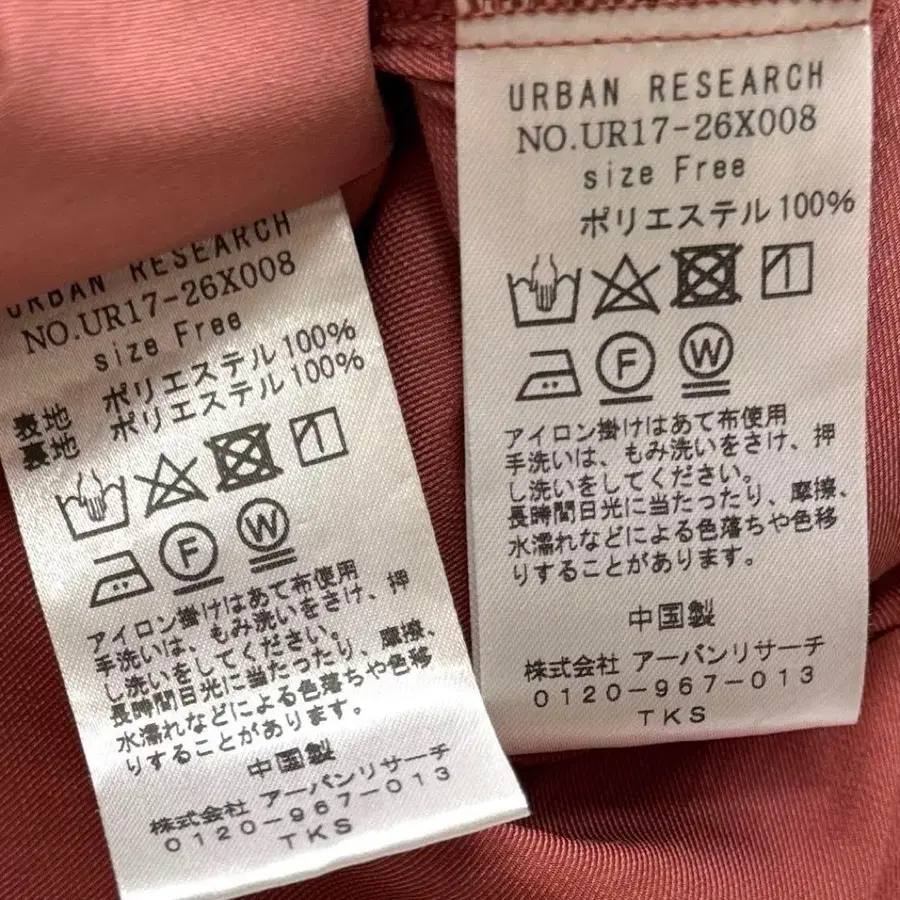 URBAN RESEARCH
NO.UR17-26X008
size Free
表地 ポリエステル100%
裏地 ポリエステル100%
F W
アイロン掛けはあて布使用
手洗いは、もみ洗いをさけ、押
し洗いをしてください。
長時間日光に当たったり、摩擦、
水濡れなどによる色落ちや色移
りすることがあります。
中国製
株式会社 アーバンリサーチ
0120-967-013
TKS
URBAN RESEARCH
NO.UR17-26X008
size Free
ポリエステル100%
F W
アイロン掛けはあて布使用
手洗いは、もみ洗いをさけ、押
し洗いをしてください。
長時間日光に当たったり、摩擦、
水濡れなどによる色落ちや色移
りすることがあります。
中国製
株式会社 アーバンリサーチ
0120-967-013
TKS